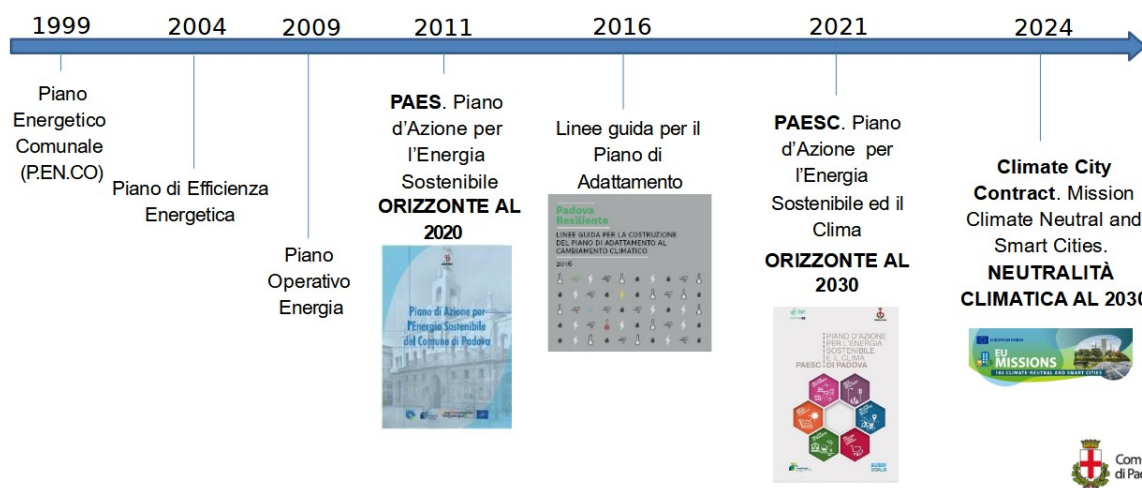 1999
2004
2009
2011
2016
2021
2024
Piano
Energetico
Comunale
(P.EN.CO)
Piano di Efficienza
Energetica
Piano
Operativo
Energia
PAES. Piano
d’Azione per
l’Energia
Sostenibile
ORIZZONTE AL
2020
Piano di Azione per
l'Energia Sostenibile
del Comune di Padova
Linee guida per il
Piano di
Adattamento
Padova
Resiliente
LINEE GUIDA PER LA COSTRUZIONE
DEL PIANO DI ADATTAMENTO AL
CAMBIAMENTO CLIMATICO
2016
PAESC. Piano
d’Azione per
l’Energia
Sostenibile ed il
Clima
ORIZZONTE AL
2030
PIANO D'AZIONE
PER L'ENERGIA
SOSTENIBILE
E IL CLIMA
PAESC DI PADOVA
Climate City
Contract. Mission
Climate Neutral and
Smart Cities.
NEUTRALITÀ
CLIMATICA AL 2030
EUROPEAN UNION
EU
MISSIONS
100 CLIMATE-NEUTRAL AND SMART CITIES
Com
di Pad